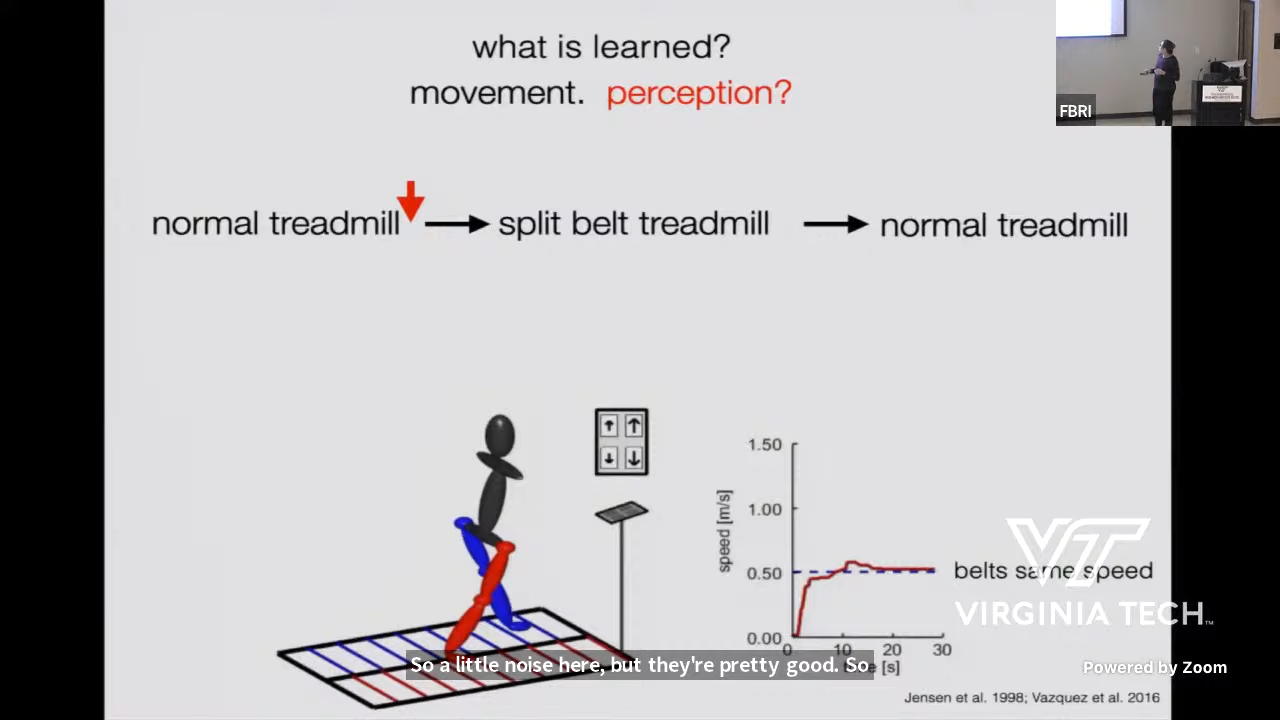 what is learned?
movement. perception?
normal treadmill → split belt treadmill → normal treadmill
FBRI
1.50
1.00
0.50
0.00
speed [m/s]
0 10 20 30
[s]
belts same speed
VT
VIRGINIA TECH™
So a little noise here, but they're pretty good. So
Powered by Zoom
Jensen et al. 1998; Vazquez et al. 2016